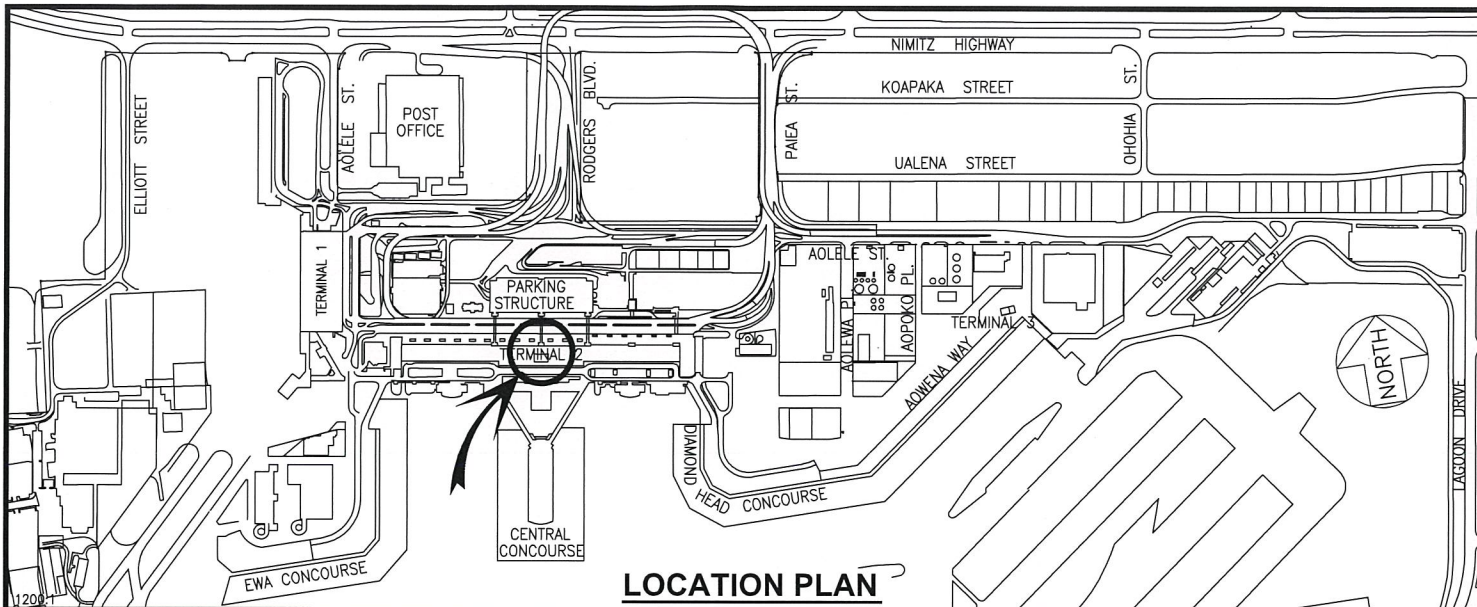 NIMITZ HIGHWAY
KOAPAKA STREET
UALENA STREET
ELLIOTT STREET
AOLELE ST.
POST
OFFICE
RODGERS BLVD.
PAIEA ST.
OHOHIA ST.
TERMINAL 1
PARKING
STRUCTURE
TERMINAL 2
AOLELE ST.
AOLEWA PL.
AOPOKO PL.
TERMINAL 3
AOWENA WAY
NORTH
LAGOON DRIVE
DIAMOND
HEAD CONCOURSE
CENTRAL
CONCOURSE
EWA CONCOURSE
1200:1
LOCATION PLAN